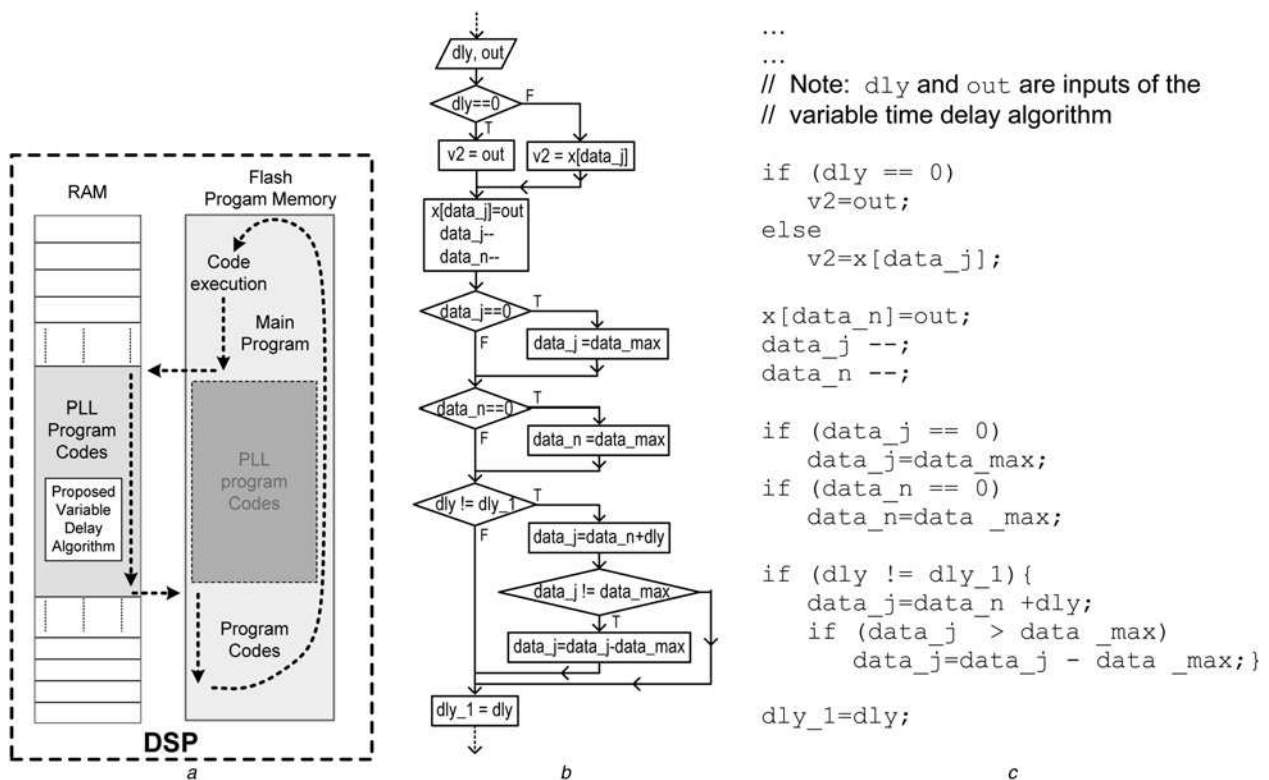 RAM
Flash
Progam Memory
Code
execution
Main
Program
PLL
Program
Codes
Proposed
Variable
Delay
Algorithm
PLL
program
Codes
Program
Codes
DSP
a
dly, out
dly==0
F
T
v2 = out
v2 = x[data_j]
x[data_j]=out
data_j--
data_n--
data_j==0
T
F
data_j =data_max
data_n==0
T
F
data_n =data_max
dly != dly_1
T
F
data_j=data_n+dly
data_j != data_max
T
data_j=data_j-data_max
dly_1 = dly
b
...
...
// Note: dly and out are inputs of the
// variable time delay algorithm
if (dly == 0)
v2=out;
else
v2=x[data_j];
x[data_n]=out;
data_j --;
data_n --;
if (data_j == 0)
data_j=data_max;
if (data_n == 0)
data_n=data _max;
if (dly != dly_1){
data_j=data_n +dly;
if (data_j > data _max)
data_j=data_j - data _max;}
dly_1=dly;
c